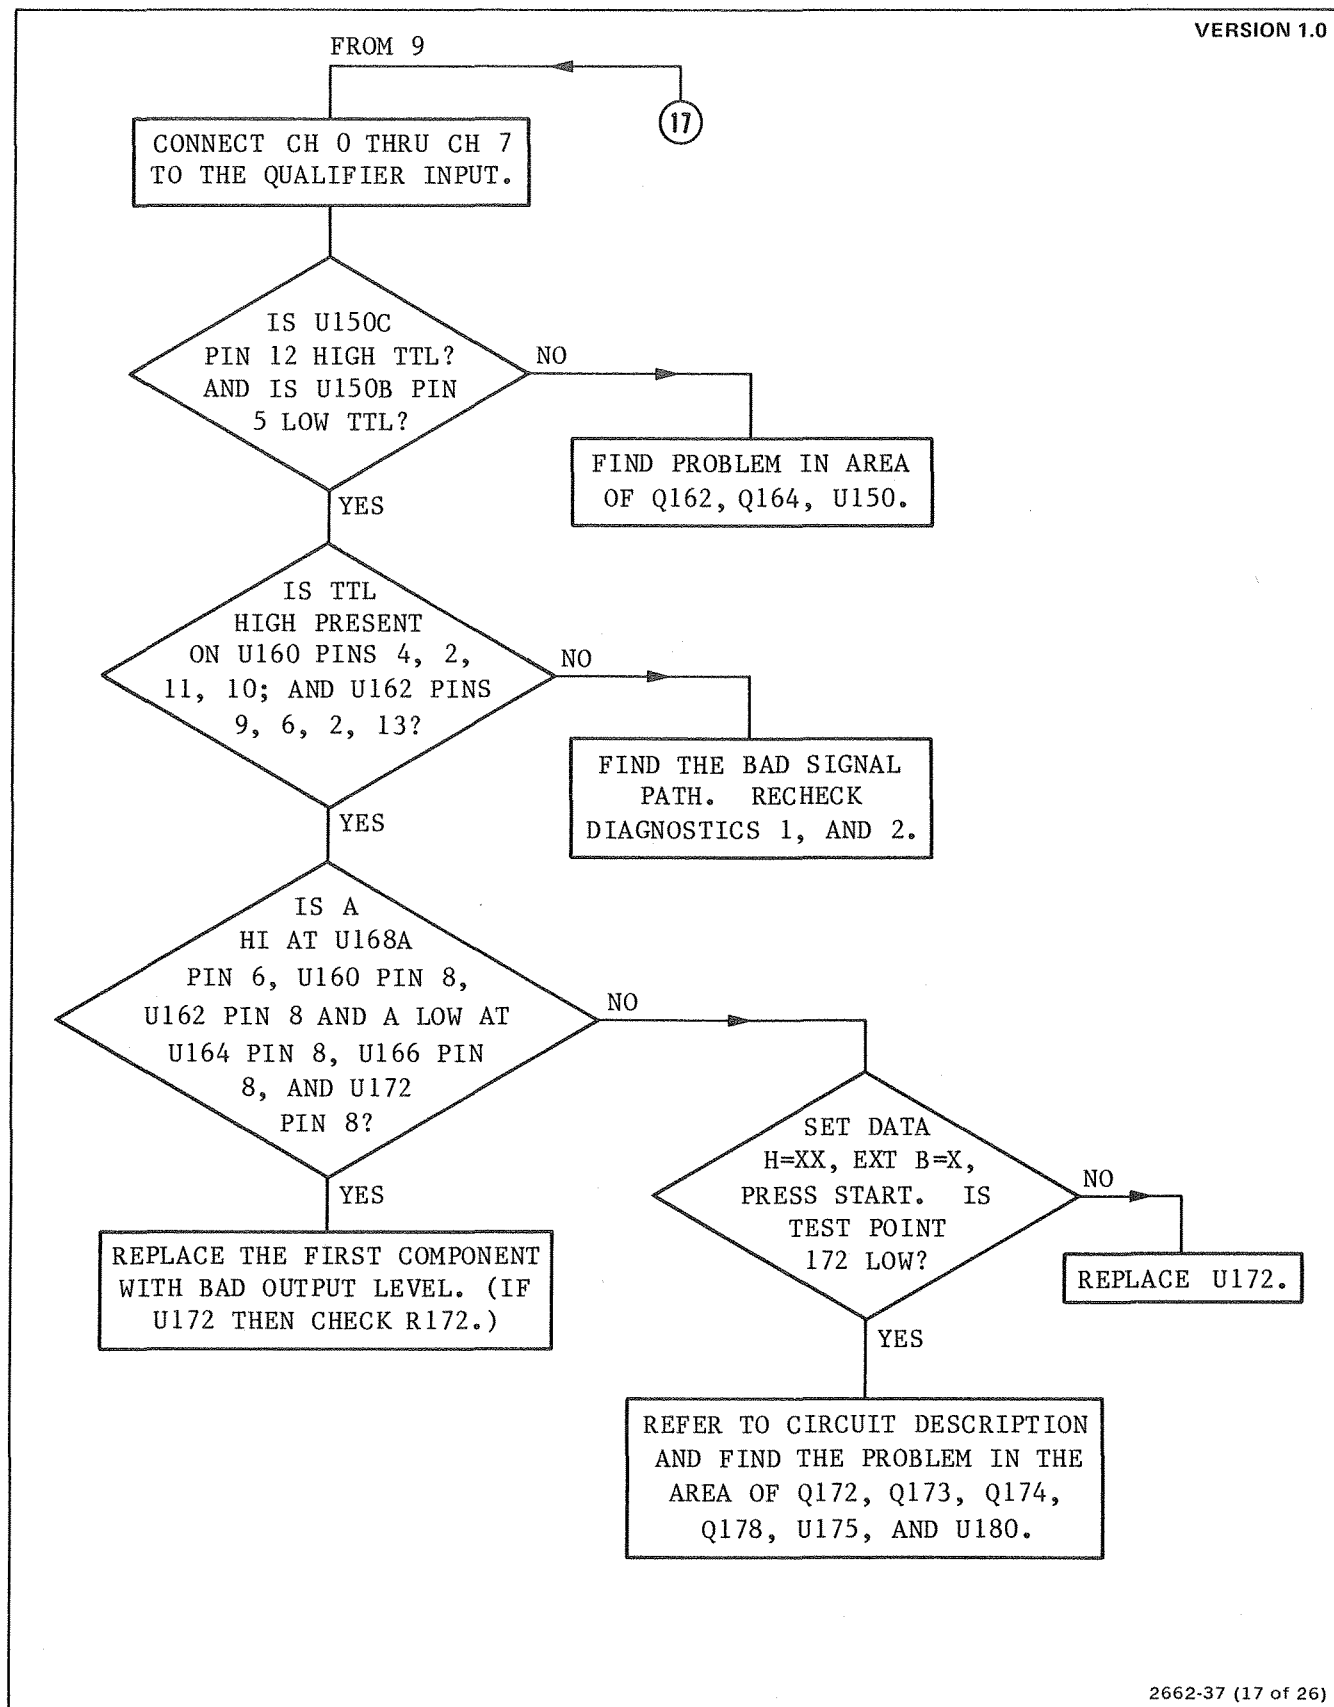 VERSION 1.0
FROM 9
17
CONNECT CH 0 THRU CH 7
TO THE QUALIFIER INPUT.
IS U150C
PIN 12 HIGH TTL?
AND IS U150B PIN
5 LOW TTL?
NO
FIND PROBLEM IN AREA
OF Q162, Q164, U150.
YES
IS TTL
HIGH PRESENT
ON U160 PINS 4, 2,
11, 10; AND U162 PINS
9, 6, 2, 13?
NO
FIND THE BAD SIGNAL
PATH. RECHECK
DIAGNOSTICS 1, AND 2.
YES
IS A
HI AT U168A
PIN 6, U160 PIN 8,
U162 PIN 8 AND A LOW AT
U164 PIN 8, U166 PIN
8, AND U172
PIN 8?
NO
SET DATA
H=XX, EXT B=X,
PRESS START. IS
TEST POINT
172 LOW?
NO
REPLACE U172.
YES
REPLACE THE FIRST COMPONENT
WITH BAD OUTPUT LEVEL. (IF
U172 THEN CHECK R172.)
YES
REFER TO CIRCUIT DESCRIPTION
AND FIND THE PROBLEM IN THE
AREA OF Q172, Q173, Q174,
Q178, U175, AND U180.
2662-37 (17 of 26)